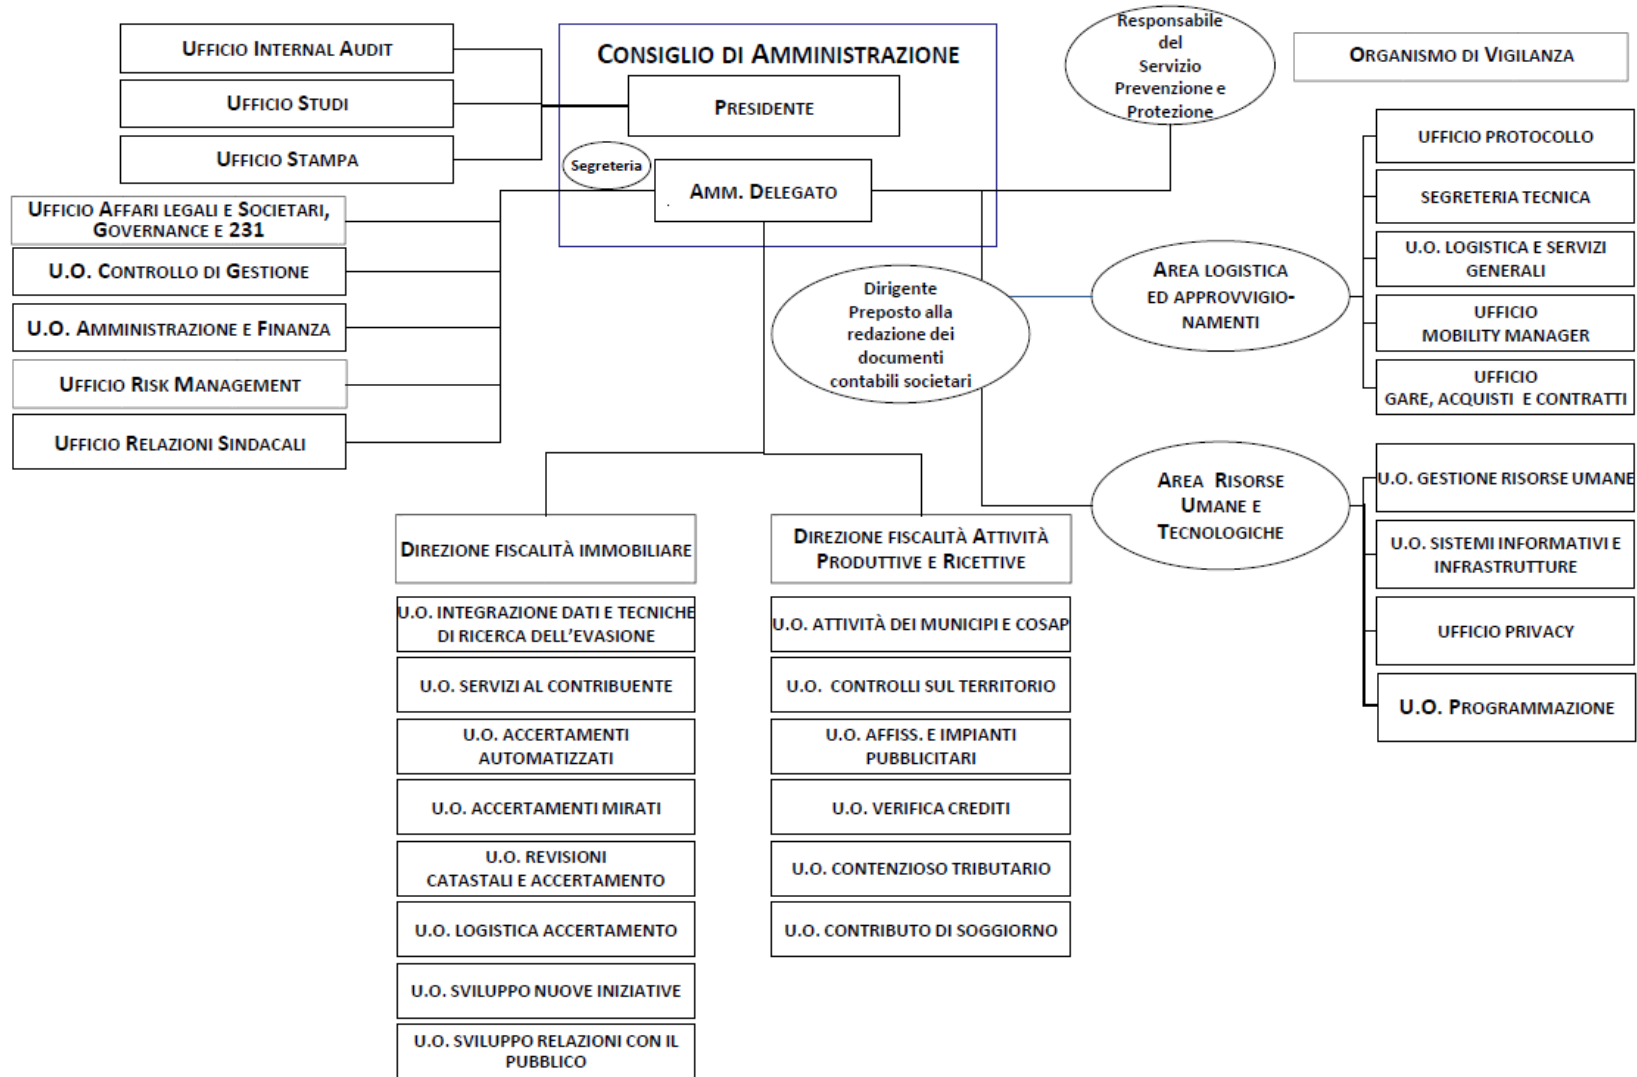 UFFICIO INTERNAL AUDIT
UFFICIO STUDI
UFFICIO STAMPA
CONSIGLIO DI AMMINISTRAZIONE
PRESIDENTE
Segreteria
AMM. DELEGATO
Responsabile
del
Servizio
Prevenzione e
Protezione
ORGANISMO DI VIGILANZA
UFFICIO AFFARI LEGALI E SOCIETARI,
GOVERNANCE E 231
U.O. CONTROLLO DI GESTIONE
U.O. AMMINISTRAZIONE E FINANZA
UFFICIO RISK MANAGEMENT
UFFICIO RELAZIONI SINDACALI
Dirigente
Preposto alla
redazione dei
documenti
contabili societari
AREA LOGISTICA
ED APPROVVIGIO-
NAMENTI
UFFICIO PROTOCOLLO
SEGRETERIA TECNICA
U.O. LOGISTICA E SERVIZI
GENERALI
UFFICIO
MOBILITY MANAGER
UFFICIO
GARE, ACQUISTI E CONTRATTI
AREA RISORSE
UMANE E
TECNOLOGICHE
U.O. GESTIONE RISORSE UMANE
U.O. SISTEMI INFORMATIVI E
INFRASTRUTTURE
UFFICIO PRIVACY
U.O. PROGRAMMAZIONE
DIREZIONE FISCALITÀ IMMOBILIARE
U.O. INTEGRAZIONE DATI E TECNICHE
DI RICERCA DELL'EVASIONE
U.O. SERVIZI AL CONTRIBUENTE
U.O. ACCERTAMENTI
AUTOMATIZZATI
U.O. ACCERTAMENTI MIRATI
U.O. REVISIONI
CATASTALI E ACCERTAMENTO
U.O. LOGISTICA ACCERTAMENTO
U.O. SVILUPPO NUOVE INIZIATIVE
U.O. SVILUPPO RELAZIONI CON IL
PUBBLICO
DIREZIONE FISCALITÀ ATTIVITÀ
PRODUTTIVE E RICETTIVE
U.O. ATTIVITÀ DEI MUNICIPI E COSAP
U.O. CONTROLLI SUL TERRITORIO
U.O. AFFISS. E IMPIANTI
PUBBLICITARI
U.O. VERIFICA CREDITI
U.O. CONTENZIOSO TRIBUTARIO
U.O. CONTRIBUTO DI SOGGIORNO